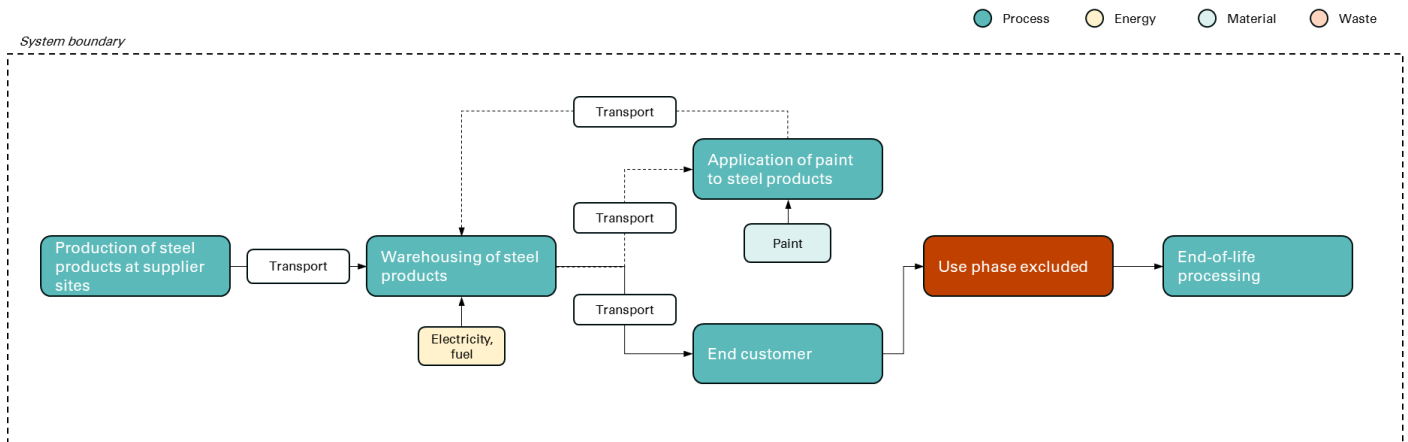 Process
Energy
Material
Waste
System boundary
Transport
Application of paint
to steel products
Transport
Paint
Production of steel
products at supplier
sites
Transport
Warehousing of steel
products
Use phase excluded
End-of-life
processing
Transport
Electricity,
fuel
End customer